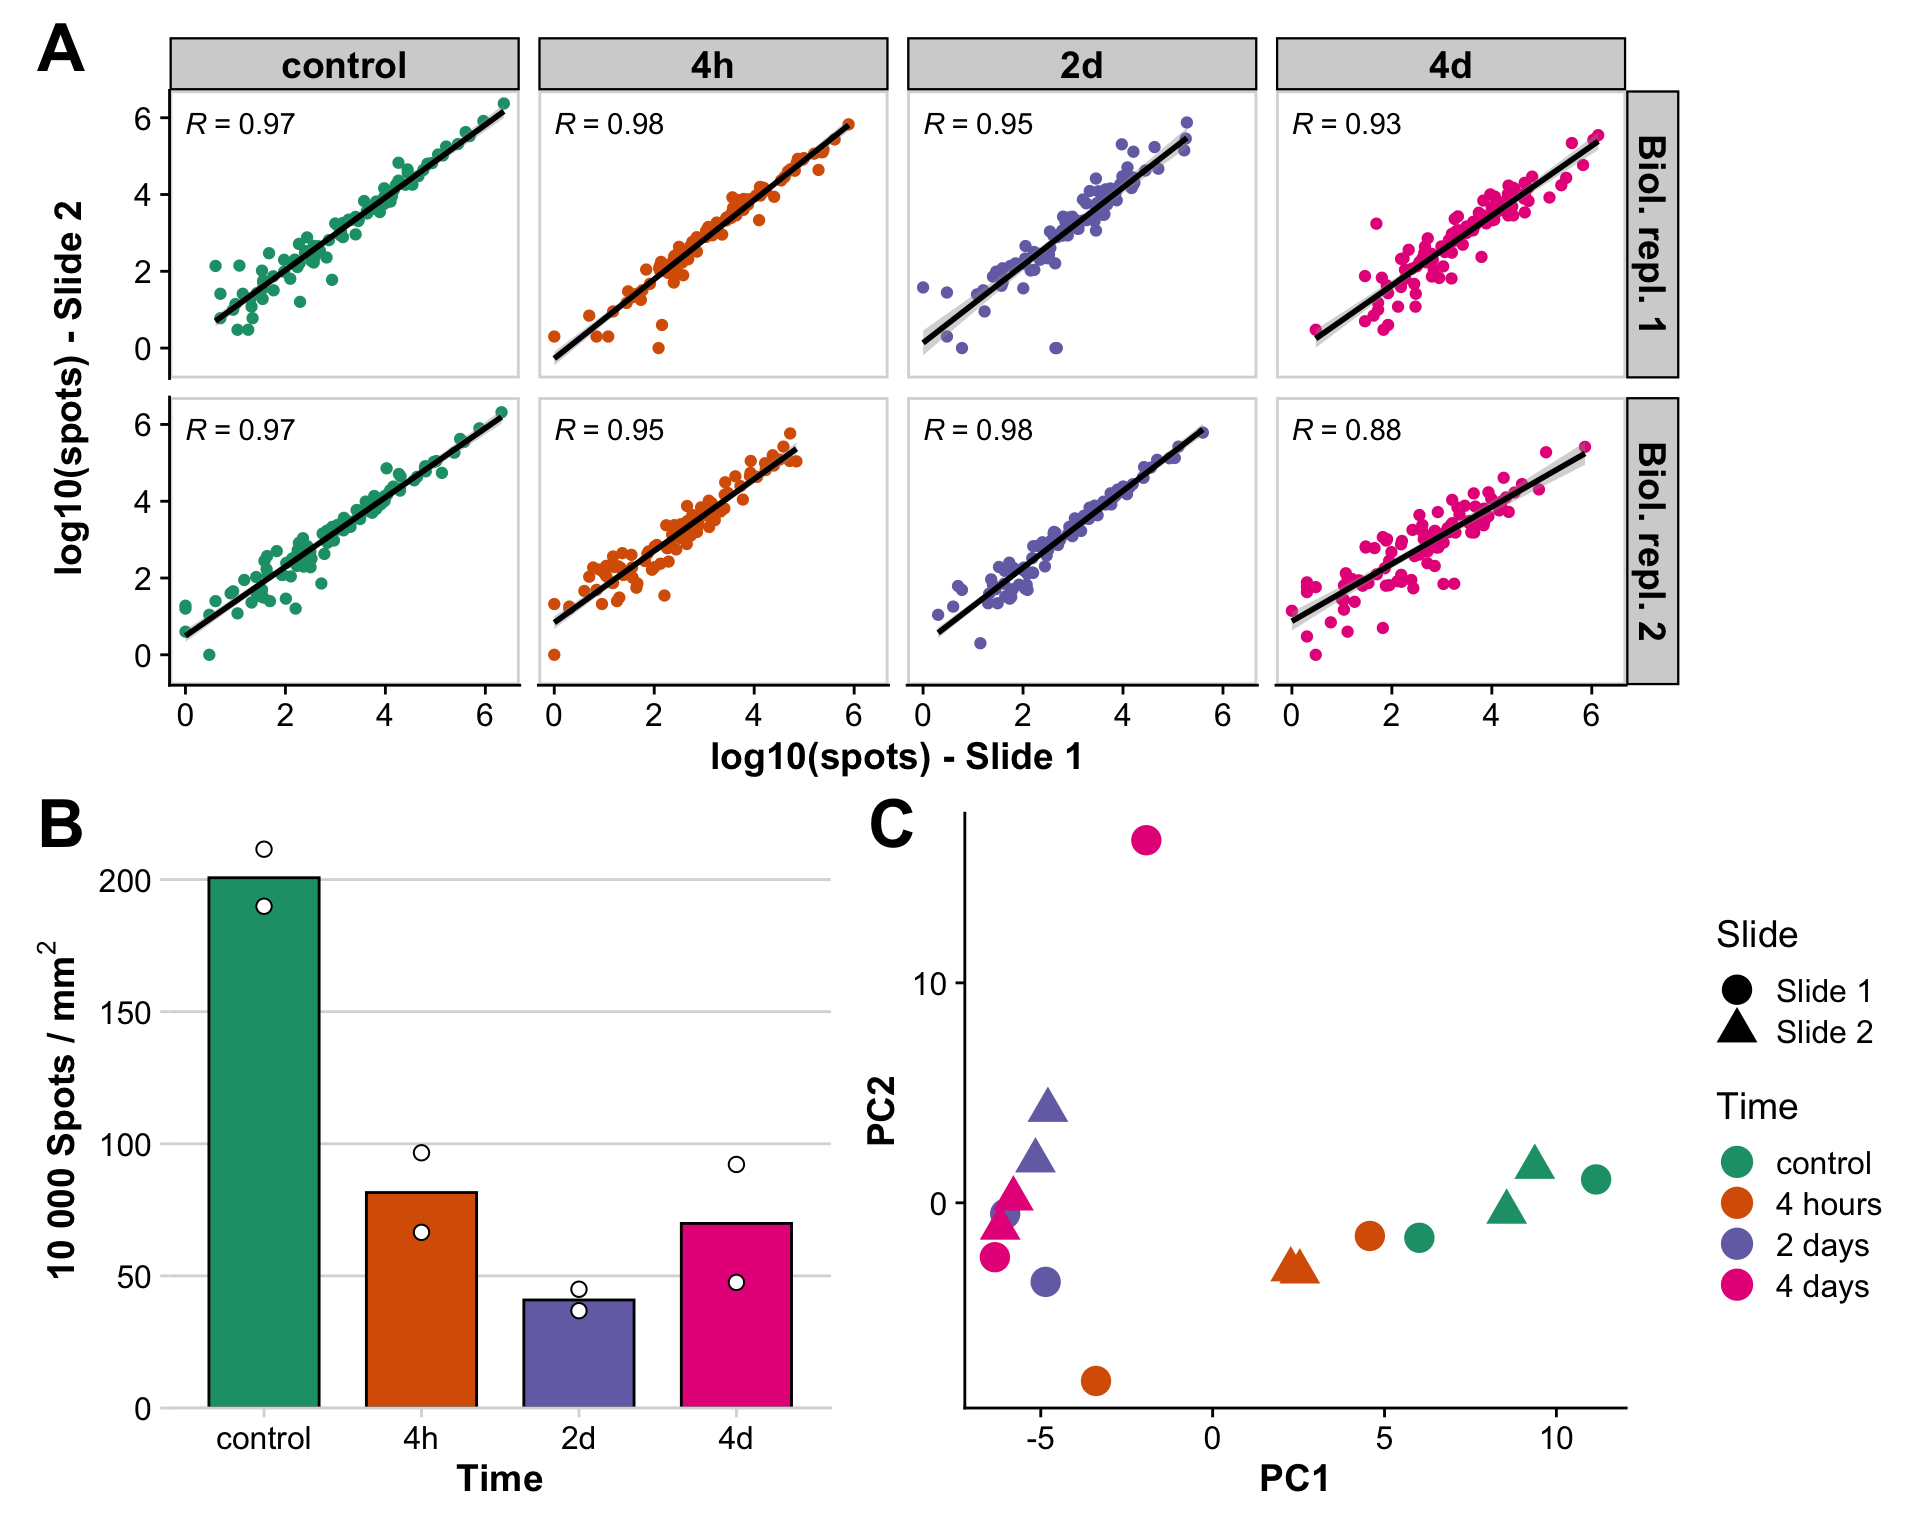 A
control
4h
2d
4d
R = 0.97
R = 0.98
R = 0.95
R = 0.93
Biol. repl. 1
6
4
2
0
R = 0.97
R = 0.95
R = 0.98
R = 0.88
Biol. repl. 2
6
4
2
0
log10(spots) - Slide 2
0 2 4 6
0 2 4 6
0 2 4 6
0 2 4 6
log10(spots) - Slide 1
B
10 000 Spots / mm²
200
150
100
50
0
control
4h
2d
4d
Time
C
PC2
10
0
-5
0
5
10
PC1
Slide
Slide 1
Slide 2
Time
control
4 hours
2 days
4 days